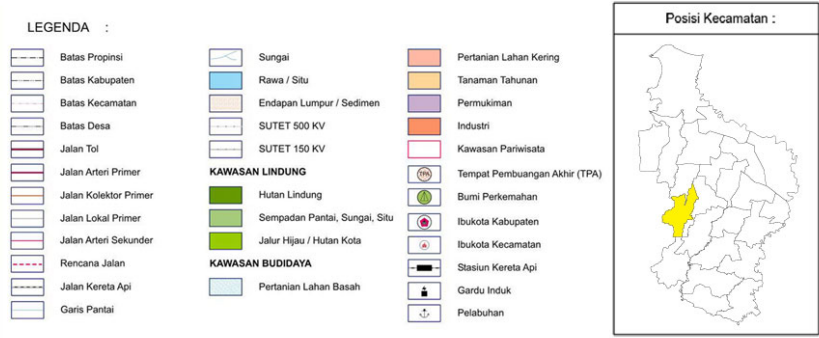 LEGENDA :
Batas Propinsi
Batas Kabupaten
Batas Kecamatan
Batas Desa
Jalan Tol
Jalan Arteri Primer
Jalan Kolektor Primer
Jalan Lokal Primer
Jalan Arteri Sekunder
Rencana Jalan
Jalan Kereta Api
Garis Pantai
Sungai
Rawa / Situ
Endapan Lumpur / Sedimen
SUTET 500 KV
SUTET 150 KV
KAWASAN LINDUNG
Hutan Lindung
Sempadan Pantai, Sungai, Situ
Jalur Hijau / Hutan Kota
KAWASAN BUDIDAYA
Pertanian Lahan Basah
Pertanian Lahan Kering
Tanaman Tahunan
Permukiman
Industri
Kawasan Pariwisata
TPA Tempat Pembuangan Akhir (TPA)
Bumi Perkemahan
Ibukota Kabupaten
Ibukota Kecamatan
Stasiun Kereta Api
Gardu Induk
Pelabuhan
Posisi Kecamatan :